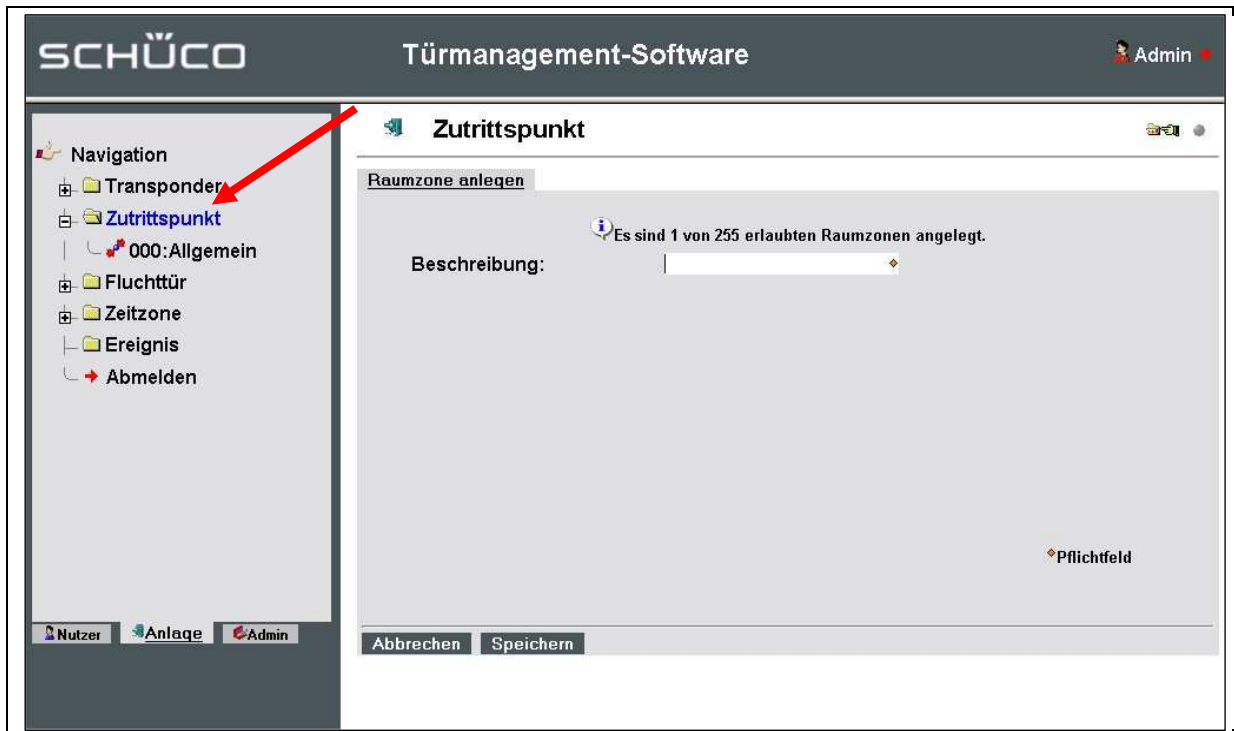 SCHÜCO
Türmanagement-Software
Admin
Navigation
Transponder
Zutrittspunkt
000:Allgemein
Fluchttür
Zeitzone
Ereignis
Abmelden
Nutzer Anlage Admin
Zutrittspunkt
Raumzone anlegen
Es sind 1 von 255 erlaubten Raumzonen angelegt.
Beschreibung:
Pflichtfeld
Abbrechen Speichern